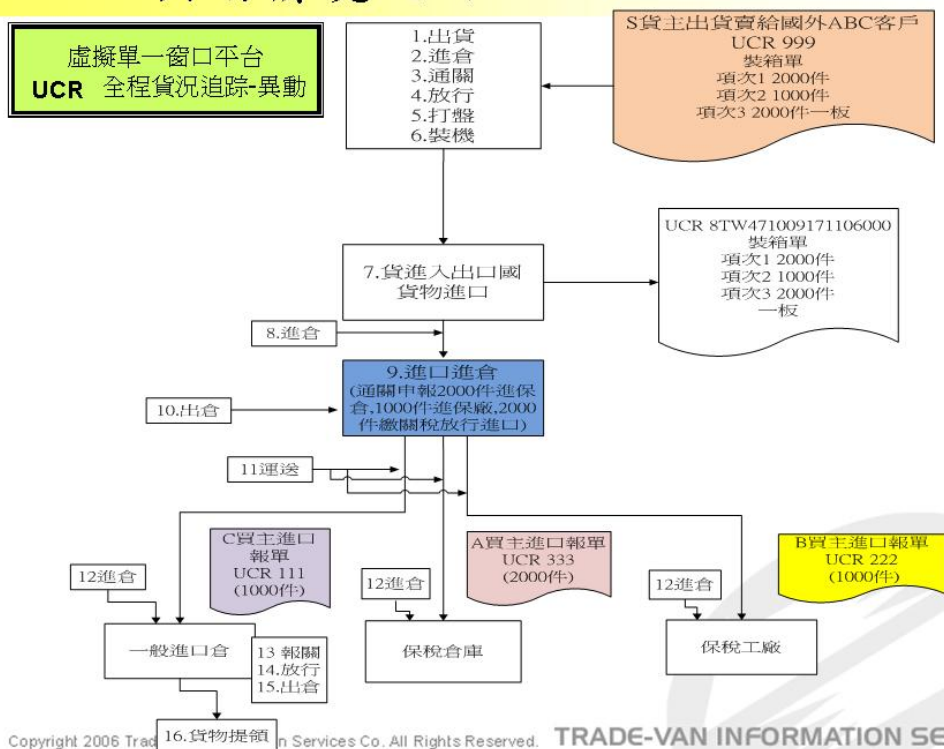 虛擬單一窗口平台
UCR 全程貨況追踪-異動
1.出貨
2.進倉
3.通關
4.放行
5.打盤
6.裝機
S貨主出貨賣給國外ABC客戶
UCR 999
裝箱單
項次1 2000件
項次2 1000件
項次3 2000件一板
7.貨進入出口國
貨物進口
UCR 8TW471009171106000
裝箱單
項次1 2000件
項次2 1000件
項次3 2000件
一板
8.進倉
9.進口進倉
(通關申報2000件進保
倉,1000件進保廠,2000
件繳關稅放行進口)
10.出倉
11運送
C買主進口
報單
UCR 111
(1000件)
A買主進口報單
UCR 333
(2000件)
B買主進口報單
UCR 222
(1000件)
12進倉
12進倉
12進倉
一般進口倉
13 報關
14.放行
15.出倉
保稅倉庫
保稅工廠
16.貨物提領
Copyright 2006 Trad n Services Co. All Rights Reserved.
TRADE-VAN INFORMATION SE